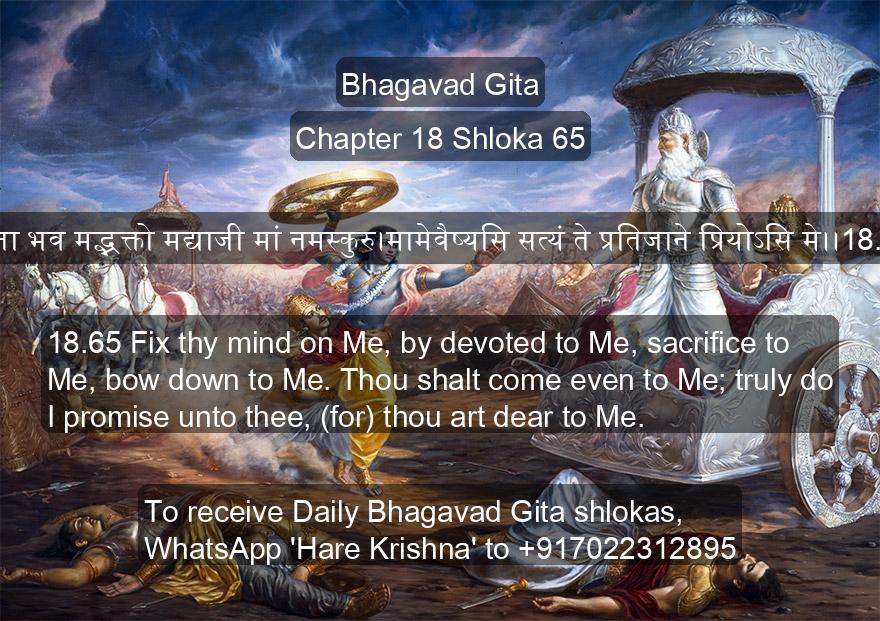 Bhagavad Gita
Chapter 18 Shloka 65
भव मद्भक्तो मद्याजी मां नमस्कुरु।मामेवैष्यसि सत्यं ते प्रतिजाने प्रियोऽसि मे।।18.
18.65 Fix thy mind on Me, by devoted to Me, sacrifice to
Me, bow down to Me. Thou shalt come even to Me; truly do
I promise unto thee, (for) thou art dear to Me.
To receive Daily Bhagavad Gita shlokas,
WhatsApp 'Hare Krishna' to +917022312895